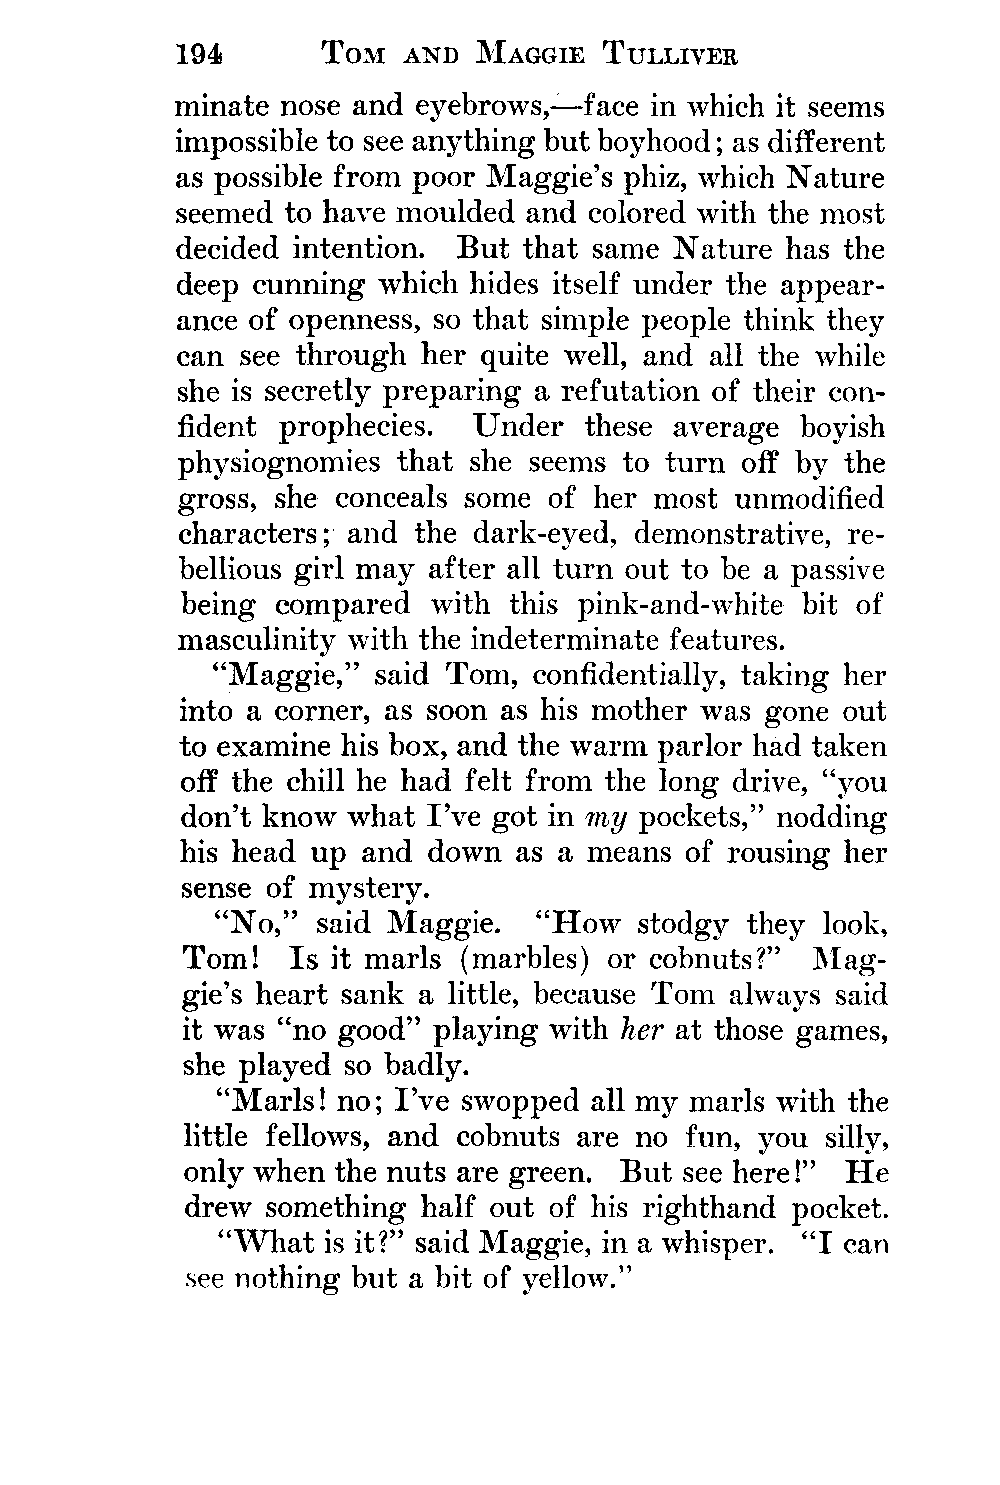 194 TOM AND MAGGIE TULLIVER
minate nose and eyebrows,—face in which it seems
impossible to see anything but boyhood; as different
as possible from poor Maggie's phiz, which Nature
seemed to have moulded and colored with the most
decided intention. But that same Nature has the
deep cunning which hides itself under the appear-
ance of openness, so that simple people think they
can see through her quite well, and all the while
she is secretly preparing a refutation of their con-
fident prophecies. Under these average boyish
physiognomies that she seems to turn off by the
gross, she conceals some of her most unmodified
characters; and the dark-eyed, demonstrative, re-
bellious girl may after all turn out to be a passive
being compared with this pink-and-white bit of
masculinity with the indeterminate features.
"Maggie," said Tom, confidentially, taking her
into a corner, as soon as his mother was gone out
to examine his box, and the warm parlor had taken
off the chill he had felt from the long drive, "you
don't know what I've got in my pockets," nodding
his head up and down as a means of rousing her
sense of mystery.
"No," said Maggie. "How stodgy they look,
Tom! Is it marls (marbles) or cobnuts?" Mag-
gie's heart sank a little, because Tom always said
it was "no good" playing with her at those games,
she played so badly.
"Marls! no; I've swopped all my marls with the
little fellows, and cobnuts are no fun, you silly,
only when the nuts are green. But see here!" He
drew something half out of his righthand pocket.
"What is it?" said Maggie, in a whisper. "I can
see nothing but a bit of yellow."